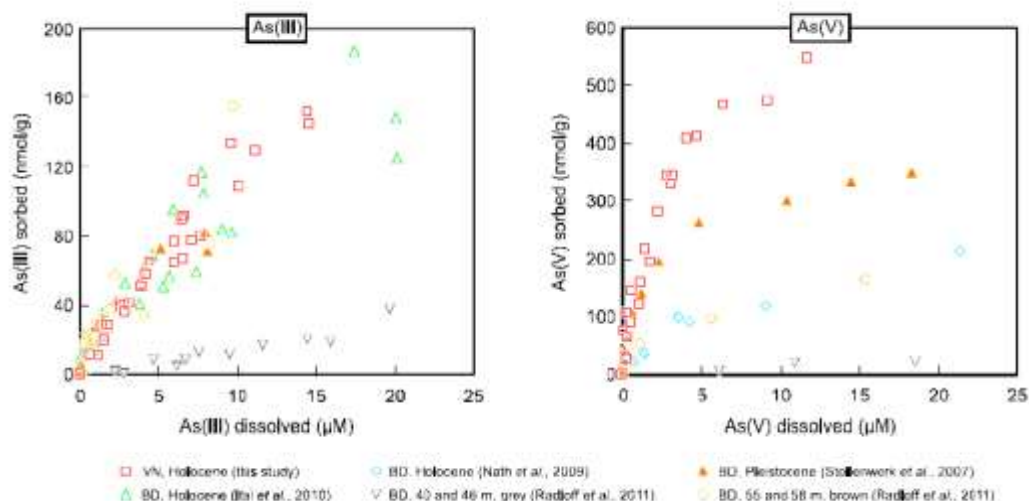 As(III)
As(V)
200
160
120
80
40
0
As(III) sorbed (nmol/g)
0 5 10 15 20 25
As(III) dissolved (μM)
600
500
400
300
200
100
0
As(V) sorbed (nmol/g)
0 5 10 15 20 25
As(V) dissolved (μM)
VN, Holocene (this study)
BD, Holocene (Nath et al., 2009)
BD, Pleistocene (Stollenwerk et al., 2007)
BD, Holocene (Itai et al., 2010)
BD, 40 and 46 m, grey (Radloff et al., 2011)
BD, 55 and 58 m, brown (Radloff et al., 2011)